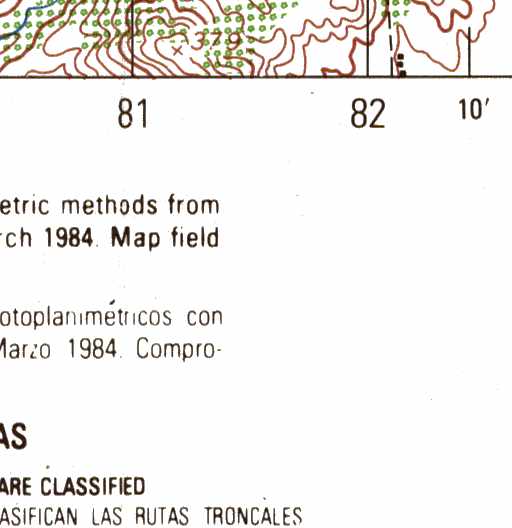 379
81 82 10'
etric methods from
rch 1984. Map field
otoplanimétricos con
Marzo 1984. Compro-
AS
ARE CLASSIFIED
ASIFICAN LAS RUTAS TRONCALES